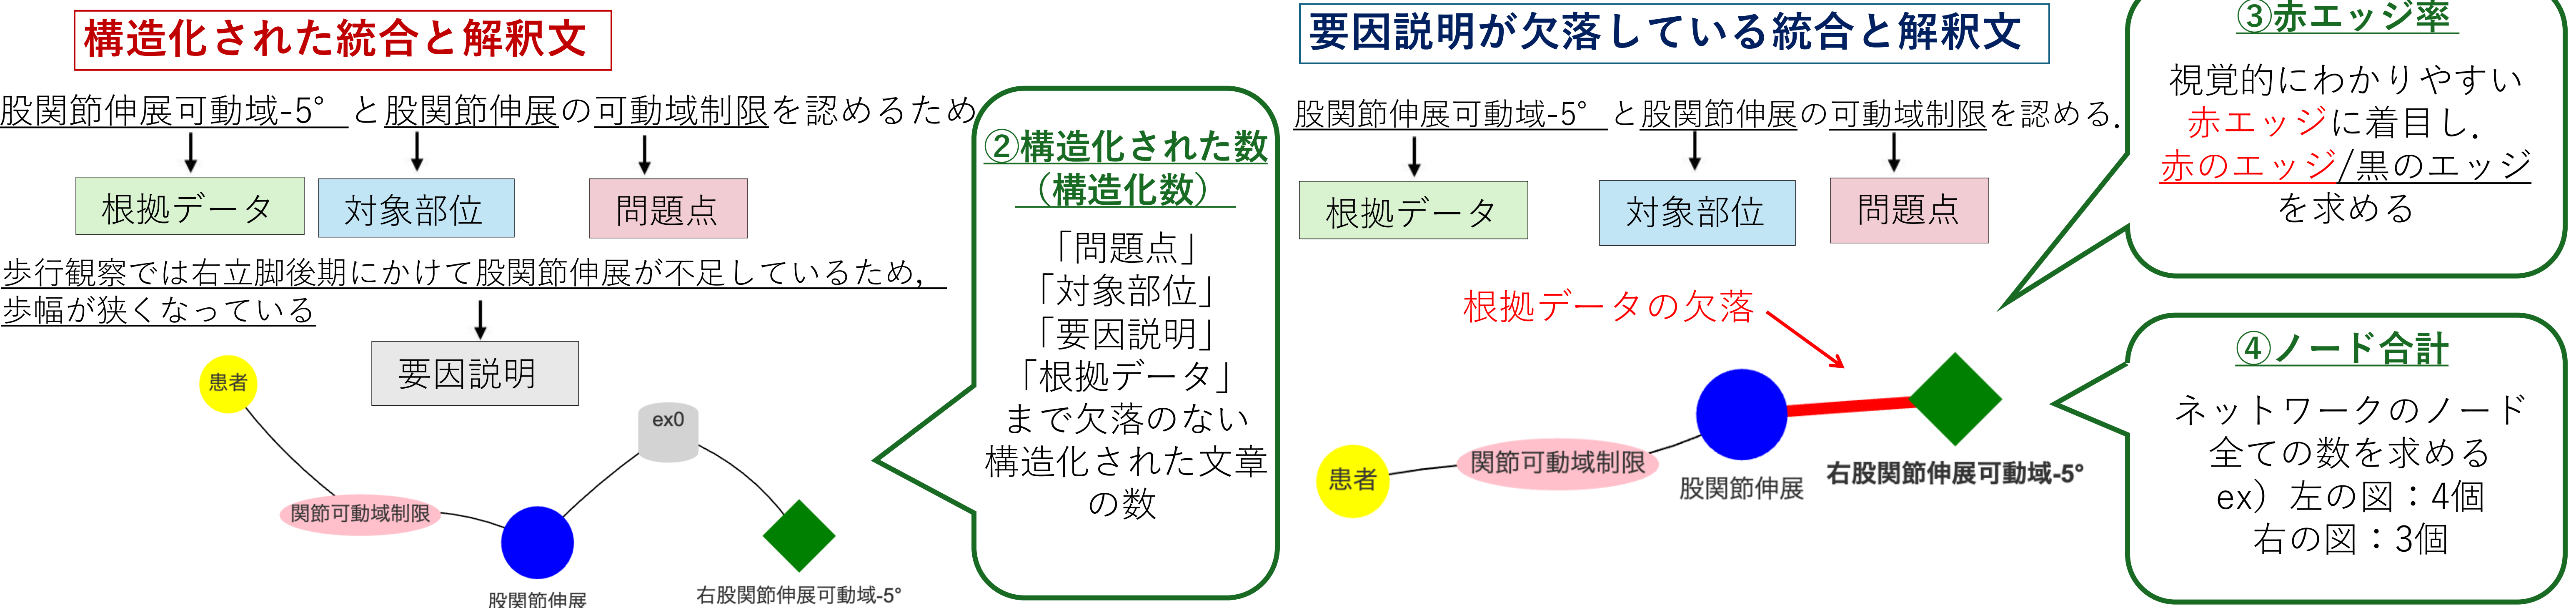 構造化された統合と解釈文
股関節伸展可動域-5° と股関節伸展の可動域制限を認めるため
根拠データ
対象部位
問題点
歩行観察では右立脚後期にかけて股関節伸展が不足しているため,
歩幅が狭くなっている
要因説明
患者
ex0
関節可動域制限
股関節伸展
右股関節伸展可動域-5°
②構造化された数
（構造化数）
「問題点」
「対象部位」
「要因説明」
「根拠データ」
まで欠落のない
構造化された文章
の数
要因説明が欠落している統合と解釈文
股関節伸展可動域-5° と股関節伸展の可動域制限を認める.
根拠データ
対象部位
問題点
根拠データの欠落
患者
関節可動域制限
股関節伸展
右股関節伸展可動域-5°
③赤エッジ率
視覚的にわかりやすい
赤エッジに着目し.
赤のエッジ/黒のエッジ
を求める
④ノード合計
ネットワークのノード
全ての数を求める
ex）左の図：4個
右の図：3個